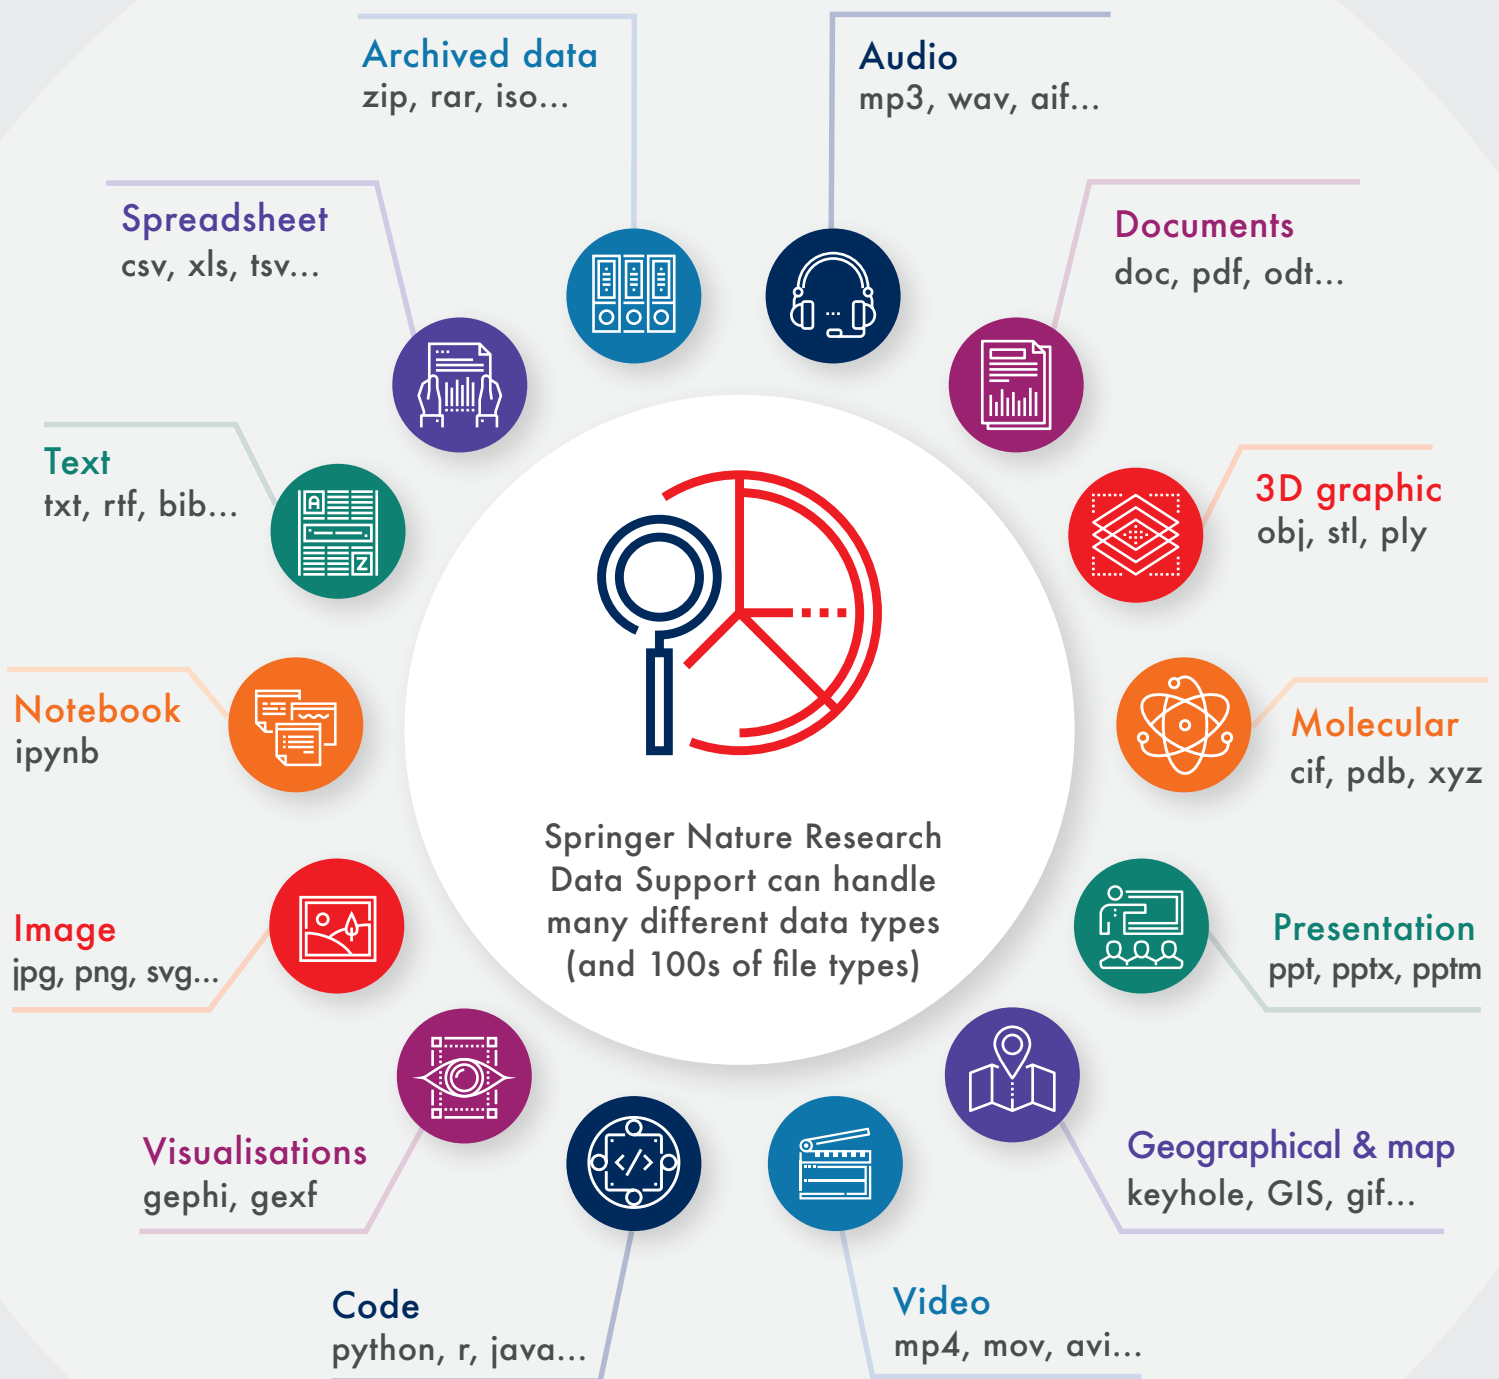 Archived data
zip, rar, iso...
Audio
mp3, wav, aif...
Spreadsheet
csv, xls, tsv...
Documents
doc, pdf, odt...
Text
txt, rtf, bib...
A
Z
3D graphic
obj, stl, ply
Notebook
ipynb
Molecular
cif, pdb, xyz
Springer Nature Research
Data Support can handle
many different data types
(and 100s of file types)
Image
jpg, png, svg...
Presentation
ppt, pptx, pptm
Visualisations
gephi, gexf
</>
Geographical & map
keyhole, GIS, gif...
Code
python, r, java...
Video
mp4, mov, avi...